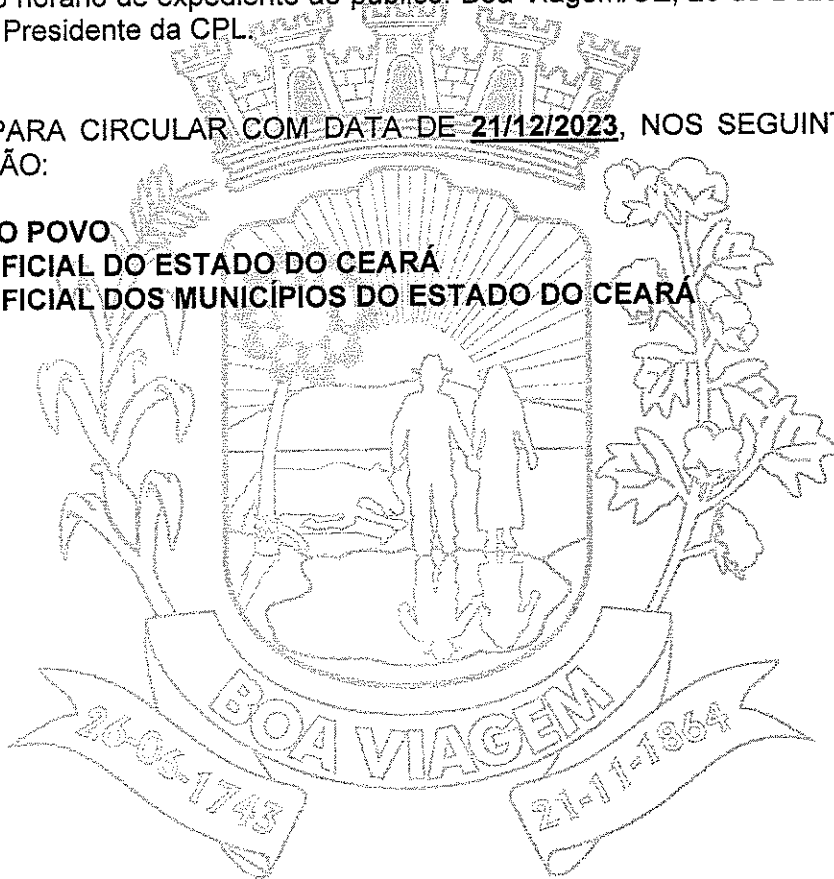 o horário de expediente ao público. Boa Viagem/CE, 20 de
Presidente da CPL.
PARA CIRCULAR COM DATA DE 21/12/2023, NOS
ÃO:
O POVO
FICIAL DO ESTADO DO CEARÁ
FICIAL DOS MUNICÍPIOS DO ESTADO DO CEARÁ
BOA VIAGEM
26-06-1743
21-11-1864